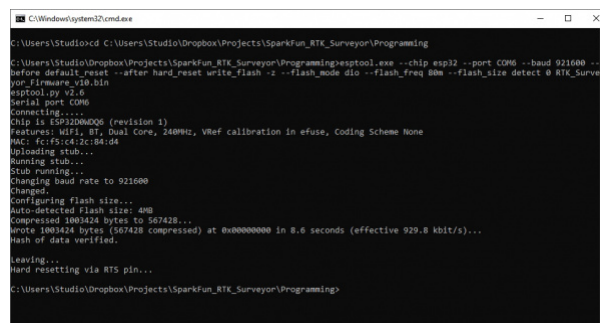 C:\Windows\system32\cmd.exe
C:\Users\Studio>cd C:\Users\Studio\Dropbox\Projects\SparkFun_RTK_Surveyor\Programming
C:\Users\Studio\Dropbox\Projects\SparkFun_RTK_Surveyor\Programming>esptool.exe --chip esp32 --port COM6 --baud 921600 --
before default_reset --after hard_reset write_flash -z --flash_mode dio --flash_freq 80m --flash_size detect 0 RTK_Surve
yor_Firmware_v10.bin
esptool.py v2.6
Serial port COM6
Connecting.....
Chip is ESP32D0WDQ6 (revision 1)
Features: WiFi, BT, Dual Core, 240MHz, VRef calibration in efuse, Coding Scheme None
MAC: fc:f5:c4:2c:84:d4
Uploading stub...
Running stub...
Stub running...
Changing baud rate to 921600
Changed.
Configuring flash size...
Auto-detected Flash size: 4MB
Compressed 1003424 bytes to 567428...
Wrote 1003424 bytes (567428 compressed) at 0x00000000 in 8.6 seconds (effective 929.8 kbit/s)...
Hash of data verified.
Leaving...
Hard resetting via RTS pin...
C:\Users\Studio\Dropbox\Projects\SparkFun_RTK_Surveyor\Programming>